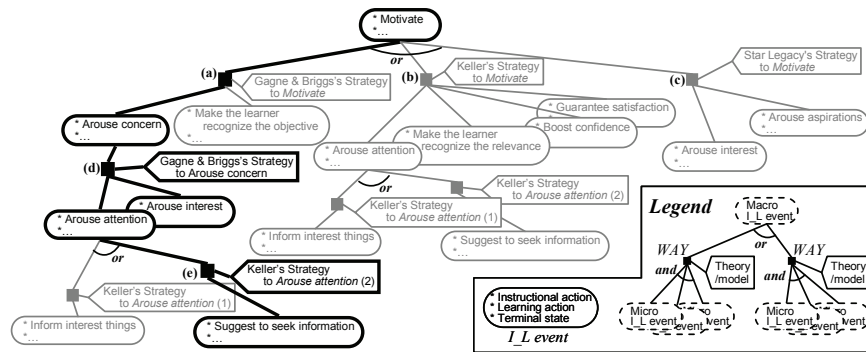 * Motivate
*...
or
(a)
Gagne & Briggs's Strategy
to Motivate
(b)
Keller's Strategy
to Motivate
(c)
Star Legacy's Strategy
to Motivate
* Make the learner
recognize the objective
*...
* Guarantee satisfaction
* Boost confidence
*...
* Make the learner
recognize the relevance
*...
* Arouse aspirations
*...
* Arouse interest
*...
* Arouse concern
*...
(d)
Gagne & Briggs's Strategy
to Arouse concern
* Arouse interest
* Arouse attention
*...
or
* Arouse attention
*...
or
Keller's Strategy
to Arouse attention (2)
Keller's Strategy
to Arouse attention (1)
* Inform interest things
*...
* Suggest to seek information
*...
(e)
Keller's Strategy
to Arouse attention (2)
Keller's Strategy
to Arouse attention (1)
* Inform interest things
*...
* Suggest to seek information
*...
Legend
Macro
I_L event
or
WAY
and
Theory
/model
WAY
and
Theory
/model
Micro
I_L event
Micro
I_L event
* Instructional action
* Learning action
* Terminal state
I_L event